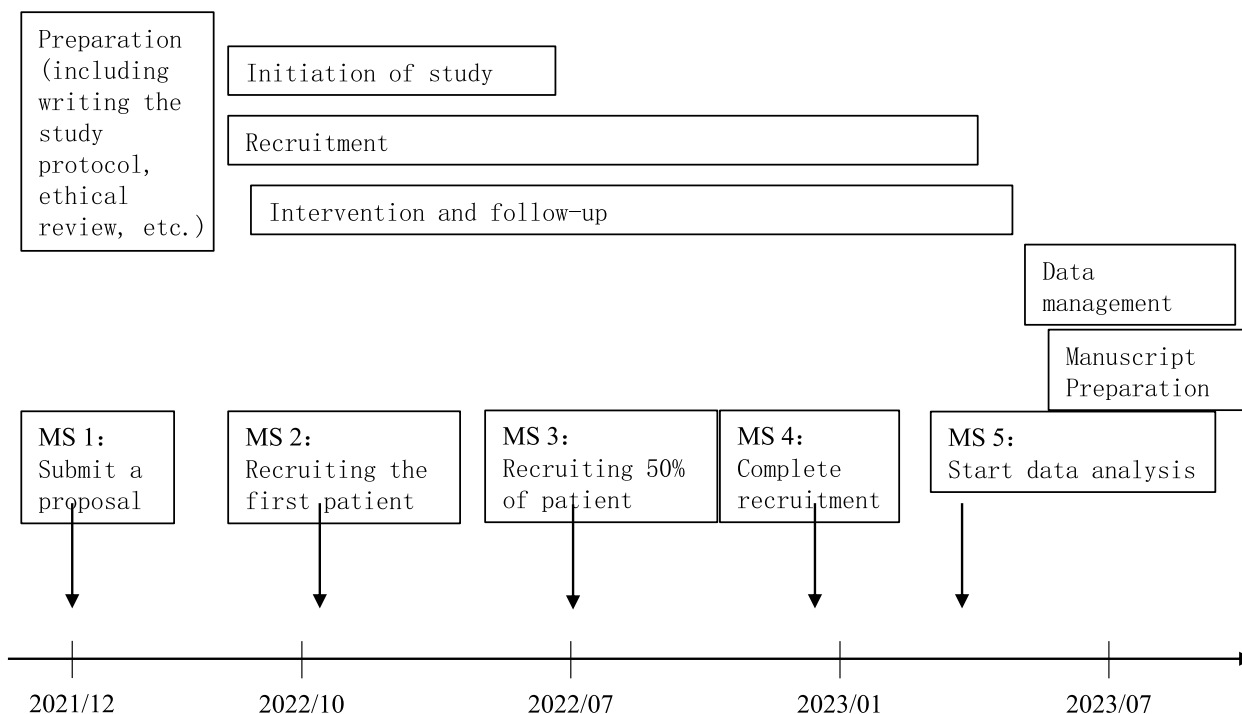 Preparation
(including
writing the
study
protocol,
ethical
review, etc.)
Initiation of study
Recruitment
Intervention and follow-up
Data
management
Manuscript
Preparation
MS 1：
Submit a
proposal
MS 2：
Recruiting the
first patient
MS 3：
Recruiting 50%
of patient
MS 4：
Complete
recruitment
MS 5：
Start data analysis
2021/12
2022/10
2022/07
2023/01
2023/07